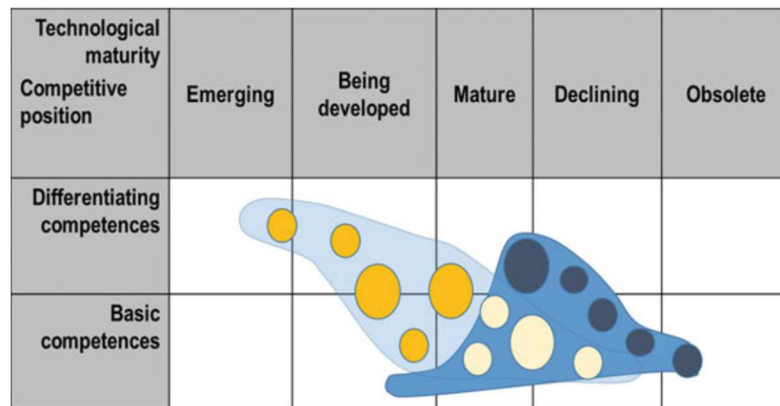 Technological
maturity
Competitive
position
Emerging
Being
developed
Mature
Declining
Obsolete
Differentiating
competences
Basic
competences